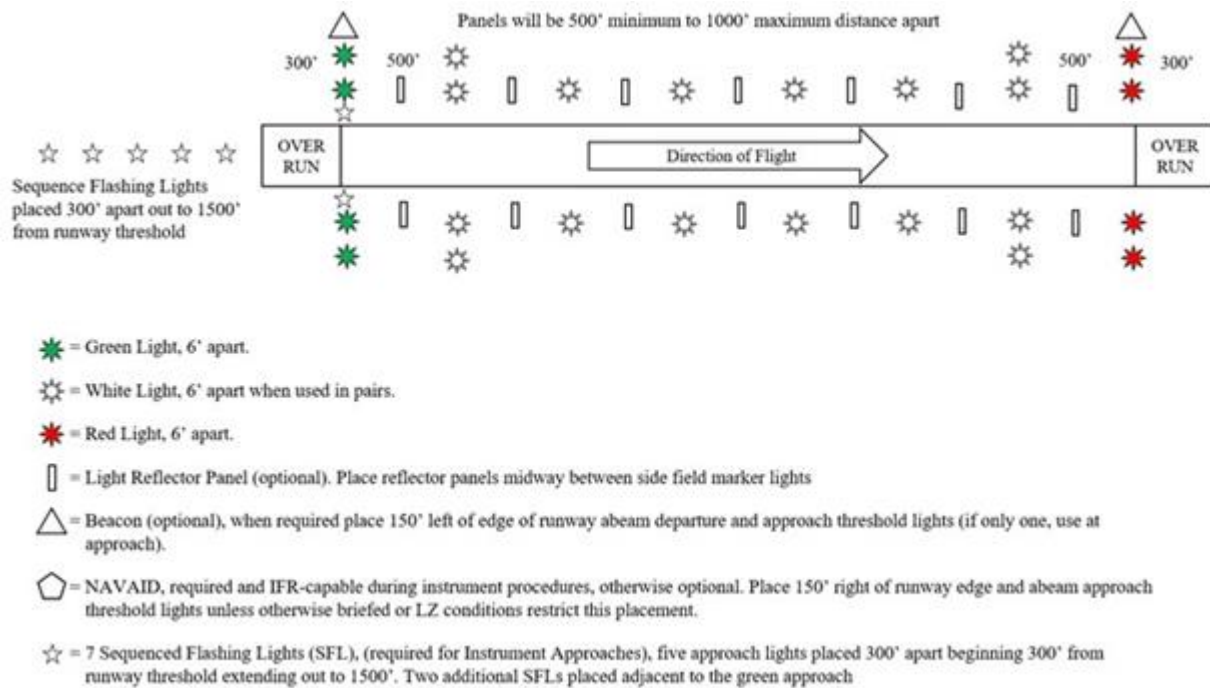 Panels will be 500' minimum to 1000' maximum distance apart
300' 500' 500' 300'
OVER RUN Direction of Flight OVER RUN
Sequence Flashing Lights
placed 300' apart out to 1500'
from runway threshold
= Green Light, 6' apart.
= White Light, 6' apart when used in pairs.
= Red Light, 6' apart.
= Light Reflector Panel (optional). Place reflector panels midway between side field marker lights
= Beacon (optional), when required place 150' left of edge of runway abeam departure and approach threshold lights (if only one, use at
approach).
= NAVAID, required and IFR-capable during instrument procedures, otherwise optional. Place 150' right of runway edge and abeam approach
threshold lights unless otherwise briefed or LZ conditions restrict this placement.
= 7 Sequenced Flashing Lights (SFL), (required for Instrument Approaches), five approach lights placed 300' apart beginning 300' from
runway threshold extending out to 1500'. Two additional SFLs placed adjacent to the green approach